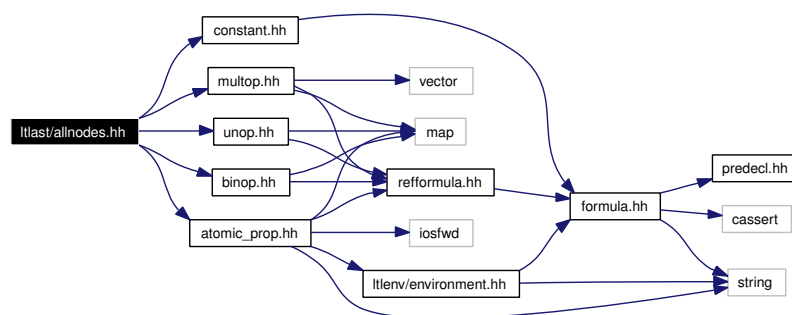 constant.hh
multop.hh
vector
ltlast/allnodes.hh
unop.hh
map
predecl.hh
binop.hh
refformula.hh
formula.hh
cassert
atomic_prop.hh
iosfwd
ltlenv/environment.hh
string